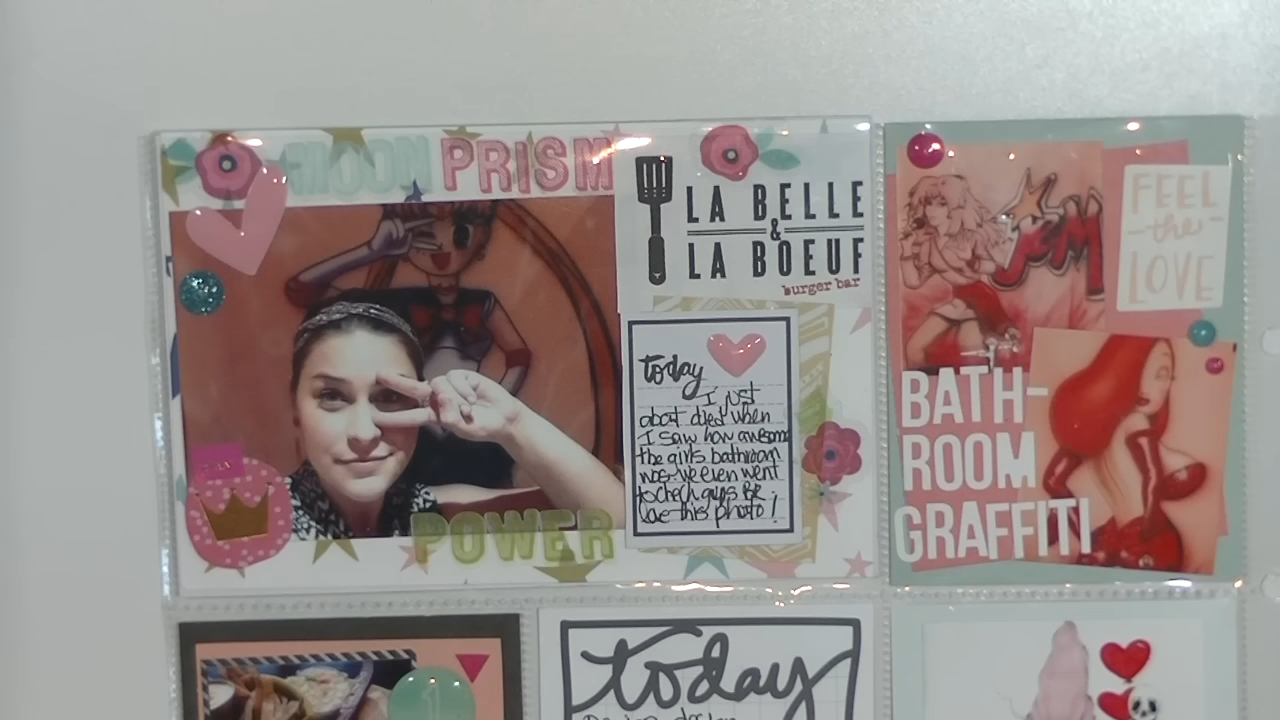 MOON PRISM
POWER
LA BELLE
&
LA BOEUF
burger bar
today
I just
about died when
I saw how awesome
the girls bathroom
was. We even went
to check guys BR.
love this photo!
JEM
FEEL
the
LOVE
BATH-
ROOM
GRAFFITI
1
today